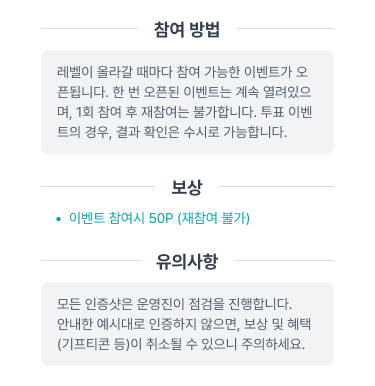 참여 방법
레벨이 올라갈 때마다 참여 가능한 이벤트가 오
픈됩니다. 한 번 오픈된 이벤트는 계속 열려있으
며, 1회 참여 후 재참여는 불가합니다. 투표 이벤
트의 경우, 결과 확인은 수시로 가능합니다.
보상
• 이벤트 참여시 50P (재참여 불가)
유의사항
모든 인증샷은 운영진이 점검을 진행합니다.
안내한 예시대로 인증하지 않으면, 보상 및 혜택
(기프티콘 등)이 취소될 수 있으니 주의하세요.